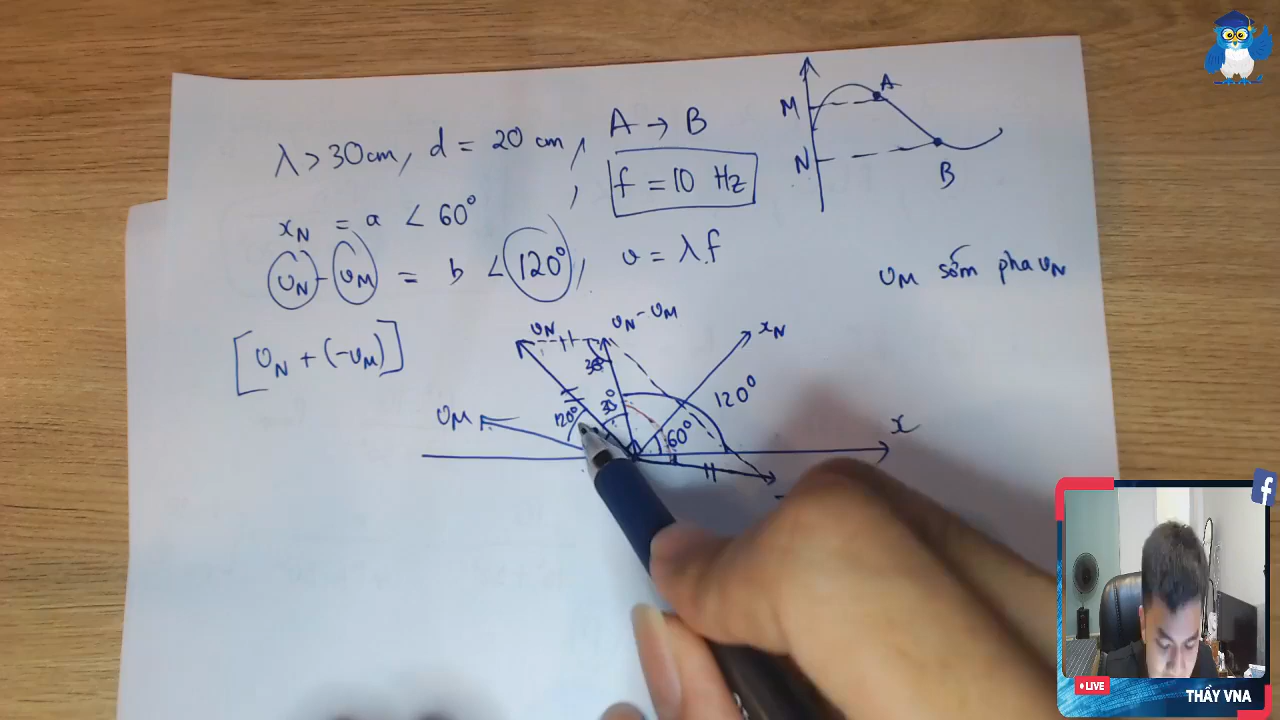 λ > 30 cm, d = 20 cm, A → B
f = 10 Hz
x_N = a ∠ 60°
v_N - v_M = b ∠ 120°, v = λ.f
[v_N + (-v_M)]
M
N
A
B
v_M sớm pha v_N
v_N
v_N - v_M
x_N
30°
30°
120°
120°
60°
v_M
x
LIVE
THẦY VNA
f